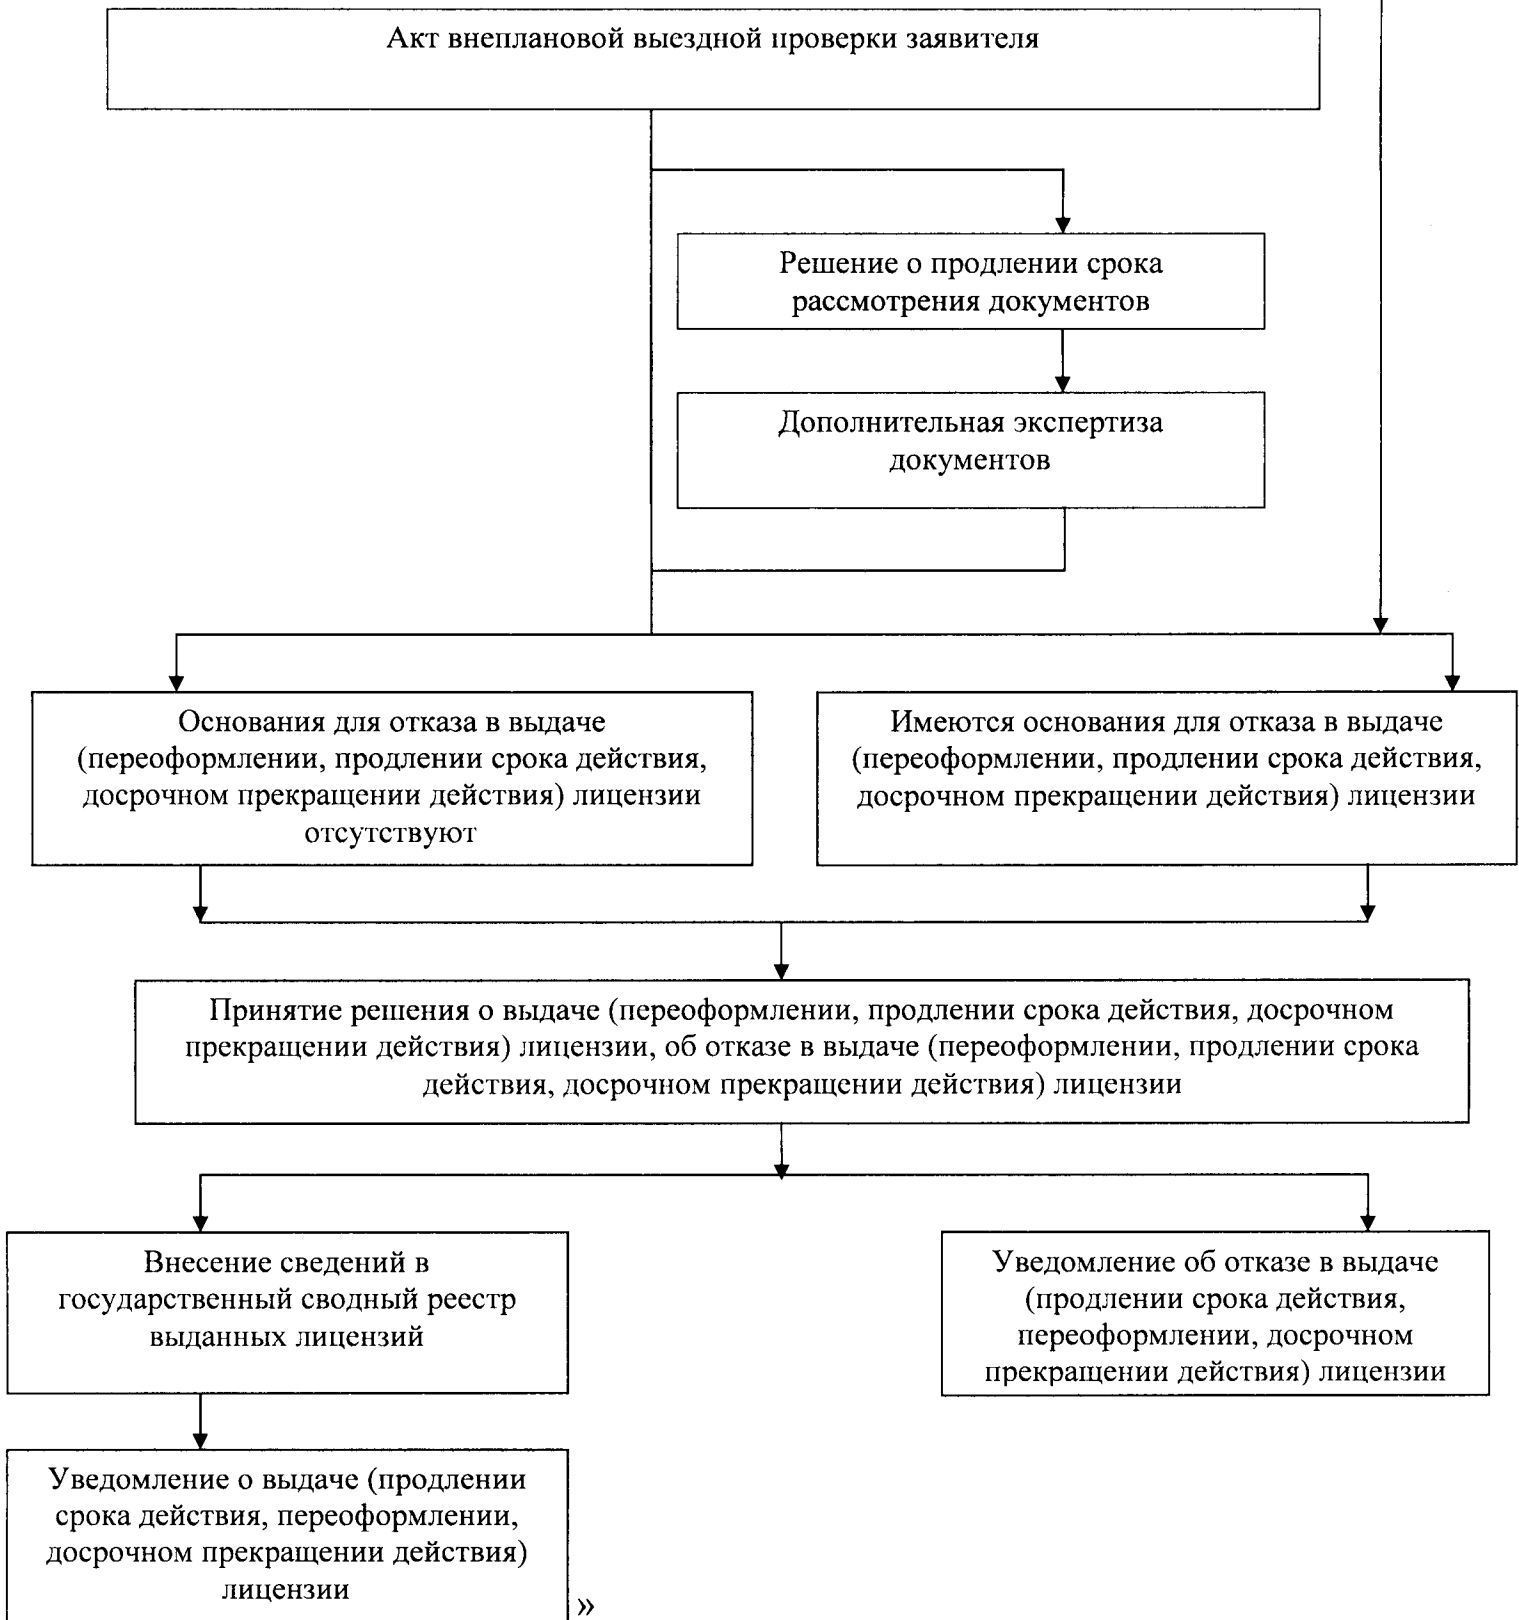 Акт внеплановой выездной проверки заявителя
Решение о продлении срока
рассмотрения документов
Дополнительная экспертиза
документов
Основания для отказа в выдаче
(переоформлении, продлении срока действия,
досрочном прекращении действия) лицензии
отсутствуют
Имеются основания для отказа в выдаче
(переоформлении, продлении срока действия,
досрочном прекращении действия) лицензии
Принятие решения о выдаче (переоформлении, продлении срока действия, досрочном
прекращении действия) лицензии, об отказе в выдаче (переоформлении, продлении срока
действия, досрочном прекращении действия) лицензии
Внесение сведений в
государственный сводный реестр
выданных лицензий
Уведомление об отказе в выдаче
(продлении срока действия,
переоформлении, досрочном
прекращении действия) лицензии
Уведомление о выдаче (продлении
срока действия, переоформлении,
досрочном прекращении действия)
лицензии
»